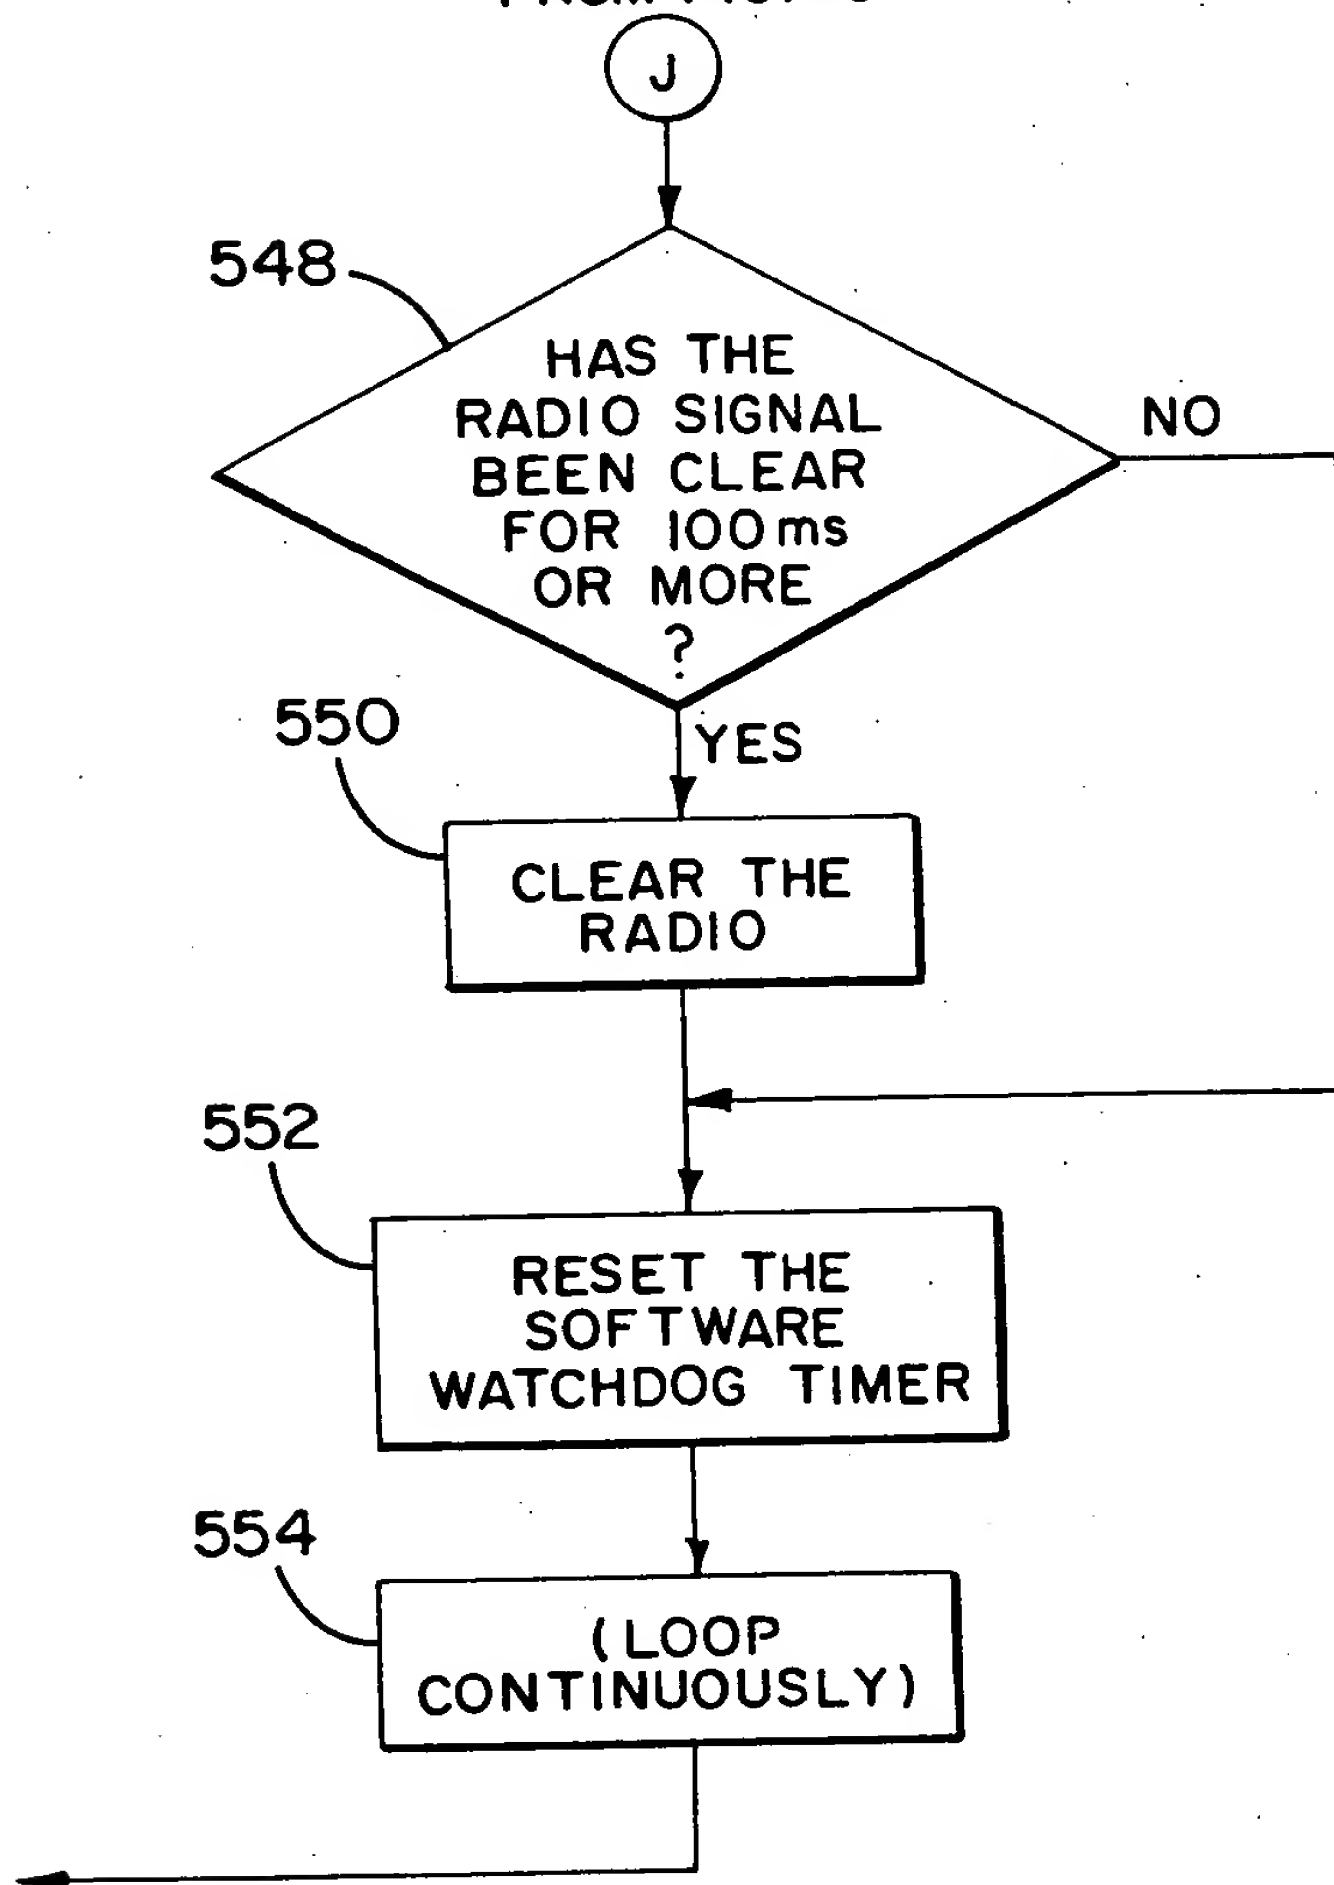 J
548
HAS THE
RADIO SIGNAL
BEEN CLEAR
FOR 100ms
OR MORE
?
NO
YES
550
CLEAR THE
RADIO
552
RESET THE
SOFTWARE
WATCHDOG TIMER
554
(LOOP
CONTINUOUSLY)